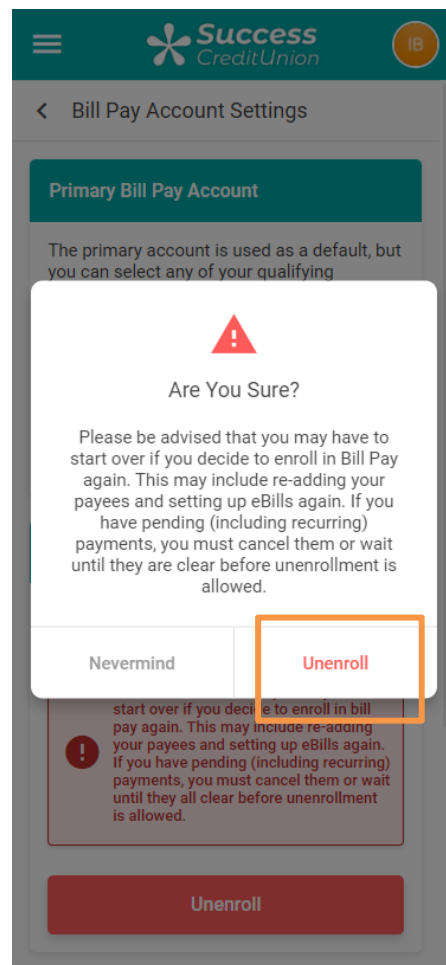 Success
CreditUnion
IB
Bill Pay Account Settings
Primary Bill Pay Account
The primary account is used as a default, but
you can select any of your qualifying
Are You Sure?
Please be advised that you may have to
start over if you decide to enroll in Bill Pay
again. This may include re-adding your
payees and setting up eBills again. If you
have pending (including recurring)
payments, you must cancel them or wait
until they are clear before unenrollment is
allowed.
Nevermind
Unenroll
start over if you decide to enroll in bill
pay again. This may include re-adding
your payees and setting up eBills again.
If you have pending (including recurring)
payments, you must cancel them or wait
until they all clear before unenrollment
is allowed.
Unenroll